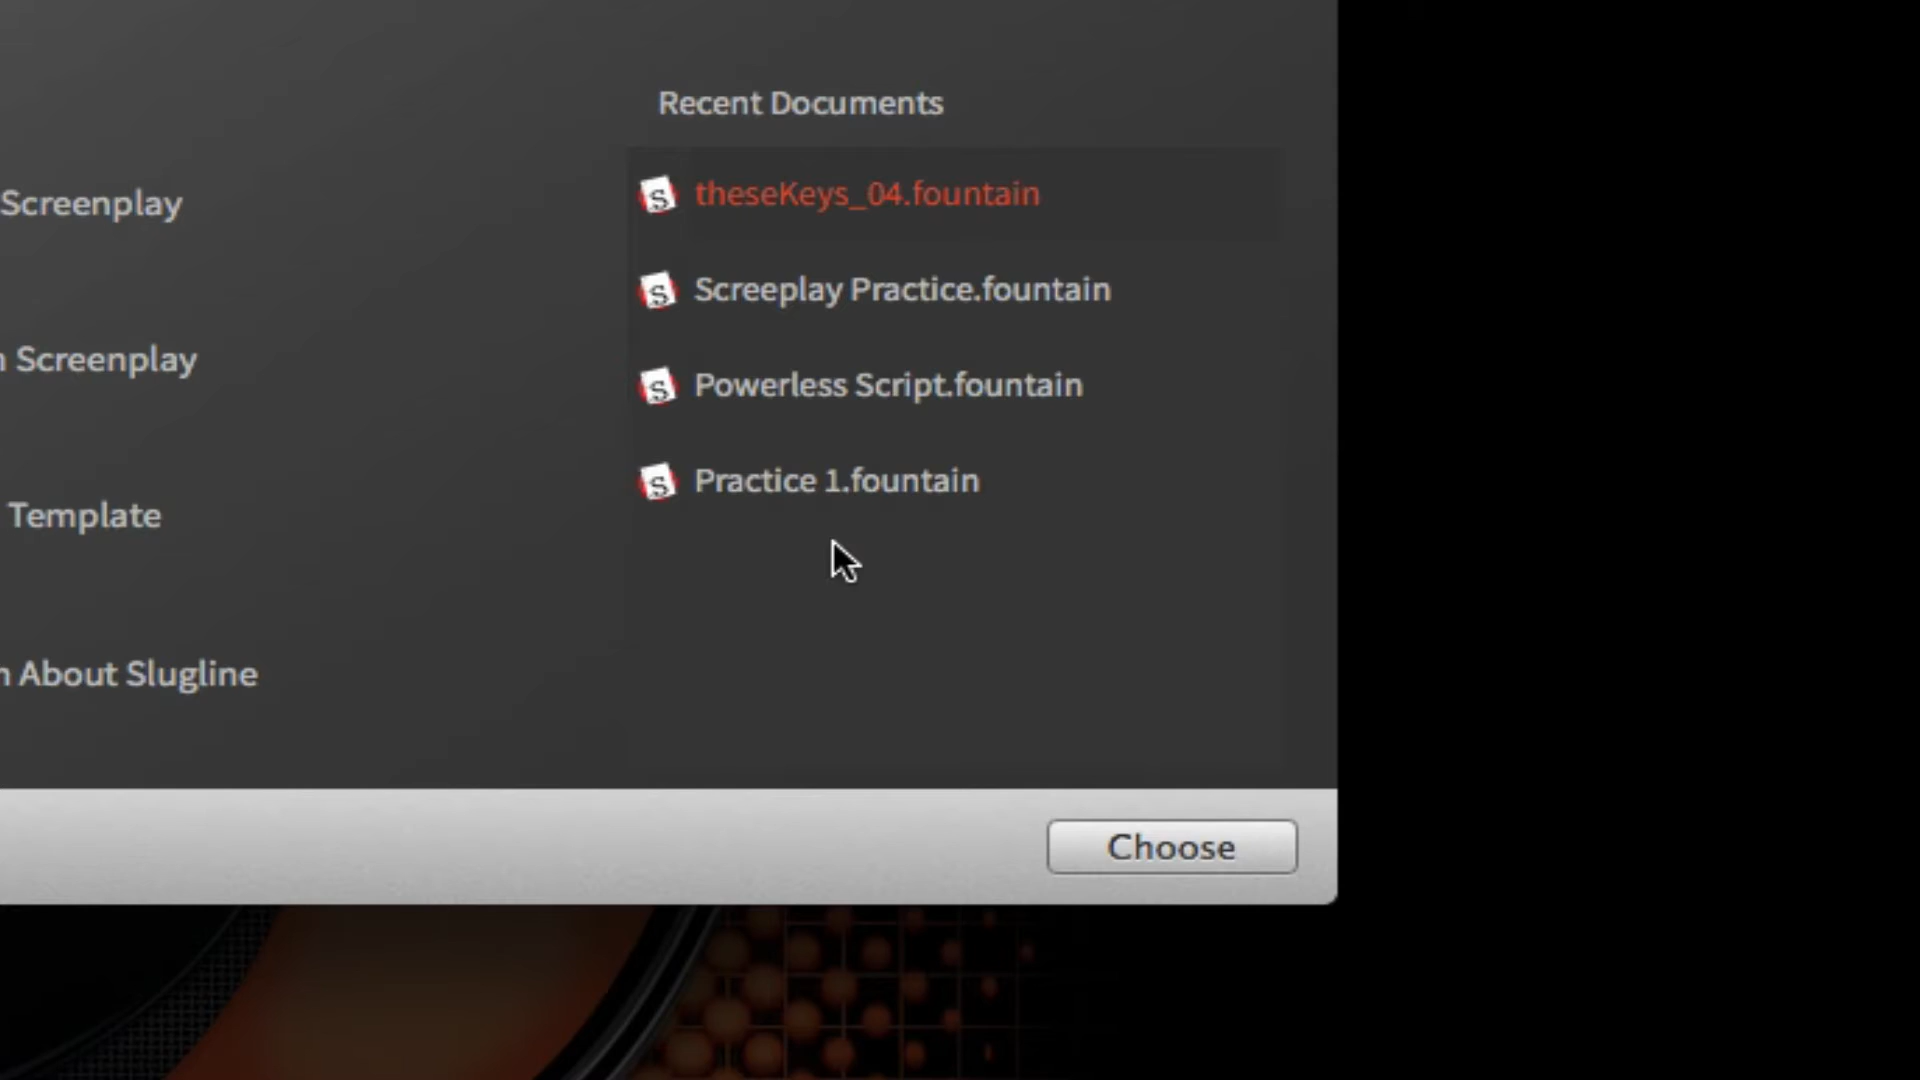 Recent Documents
Screenplay
theseKeys_04.fountain
Screeplay Practice.fountain
Screenplay
Powerless Script.fountain
Practice 1.fountain
Template
About Slugline
Choose